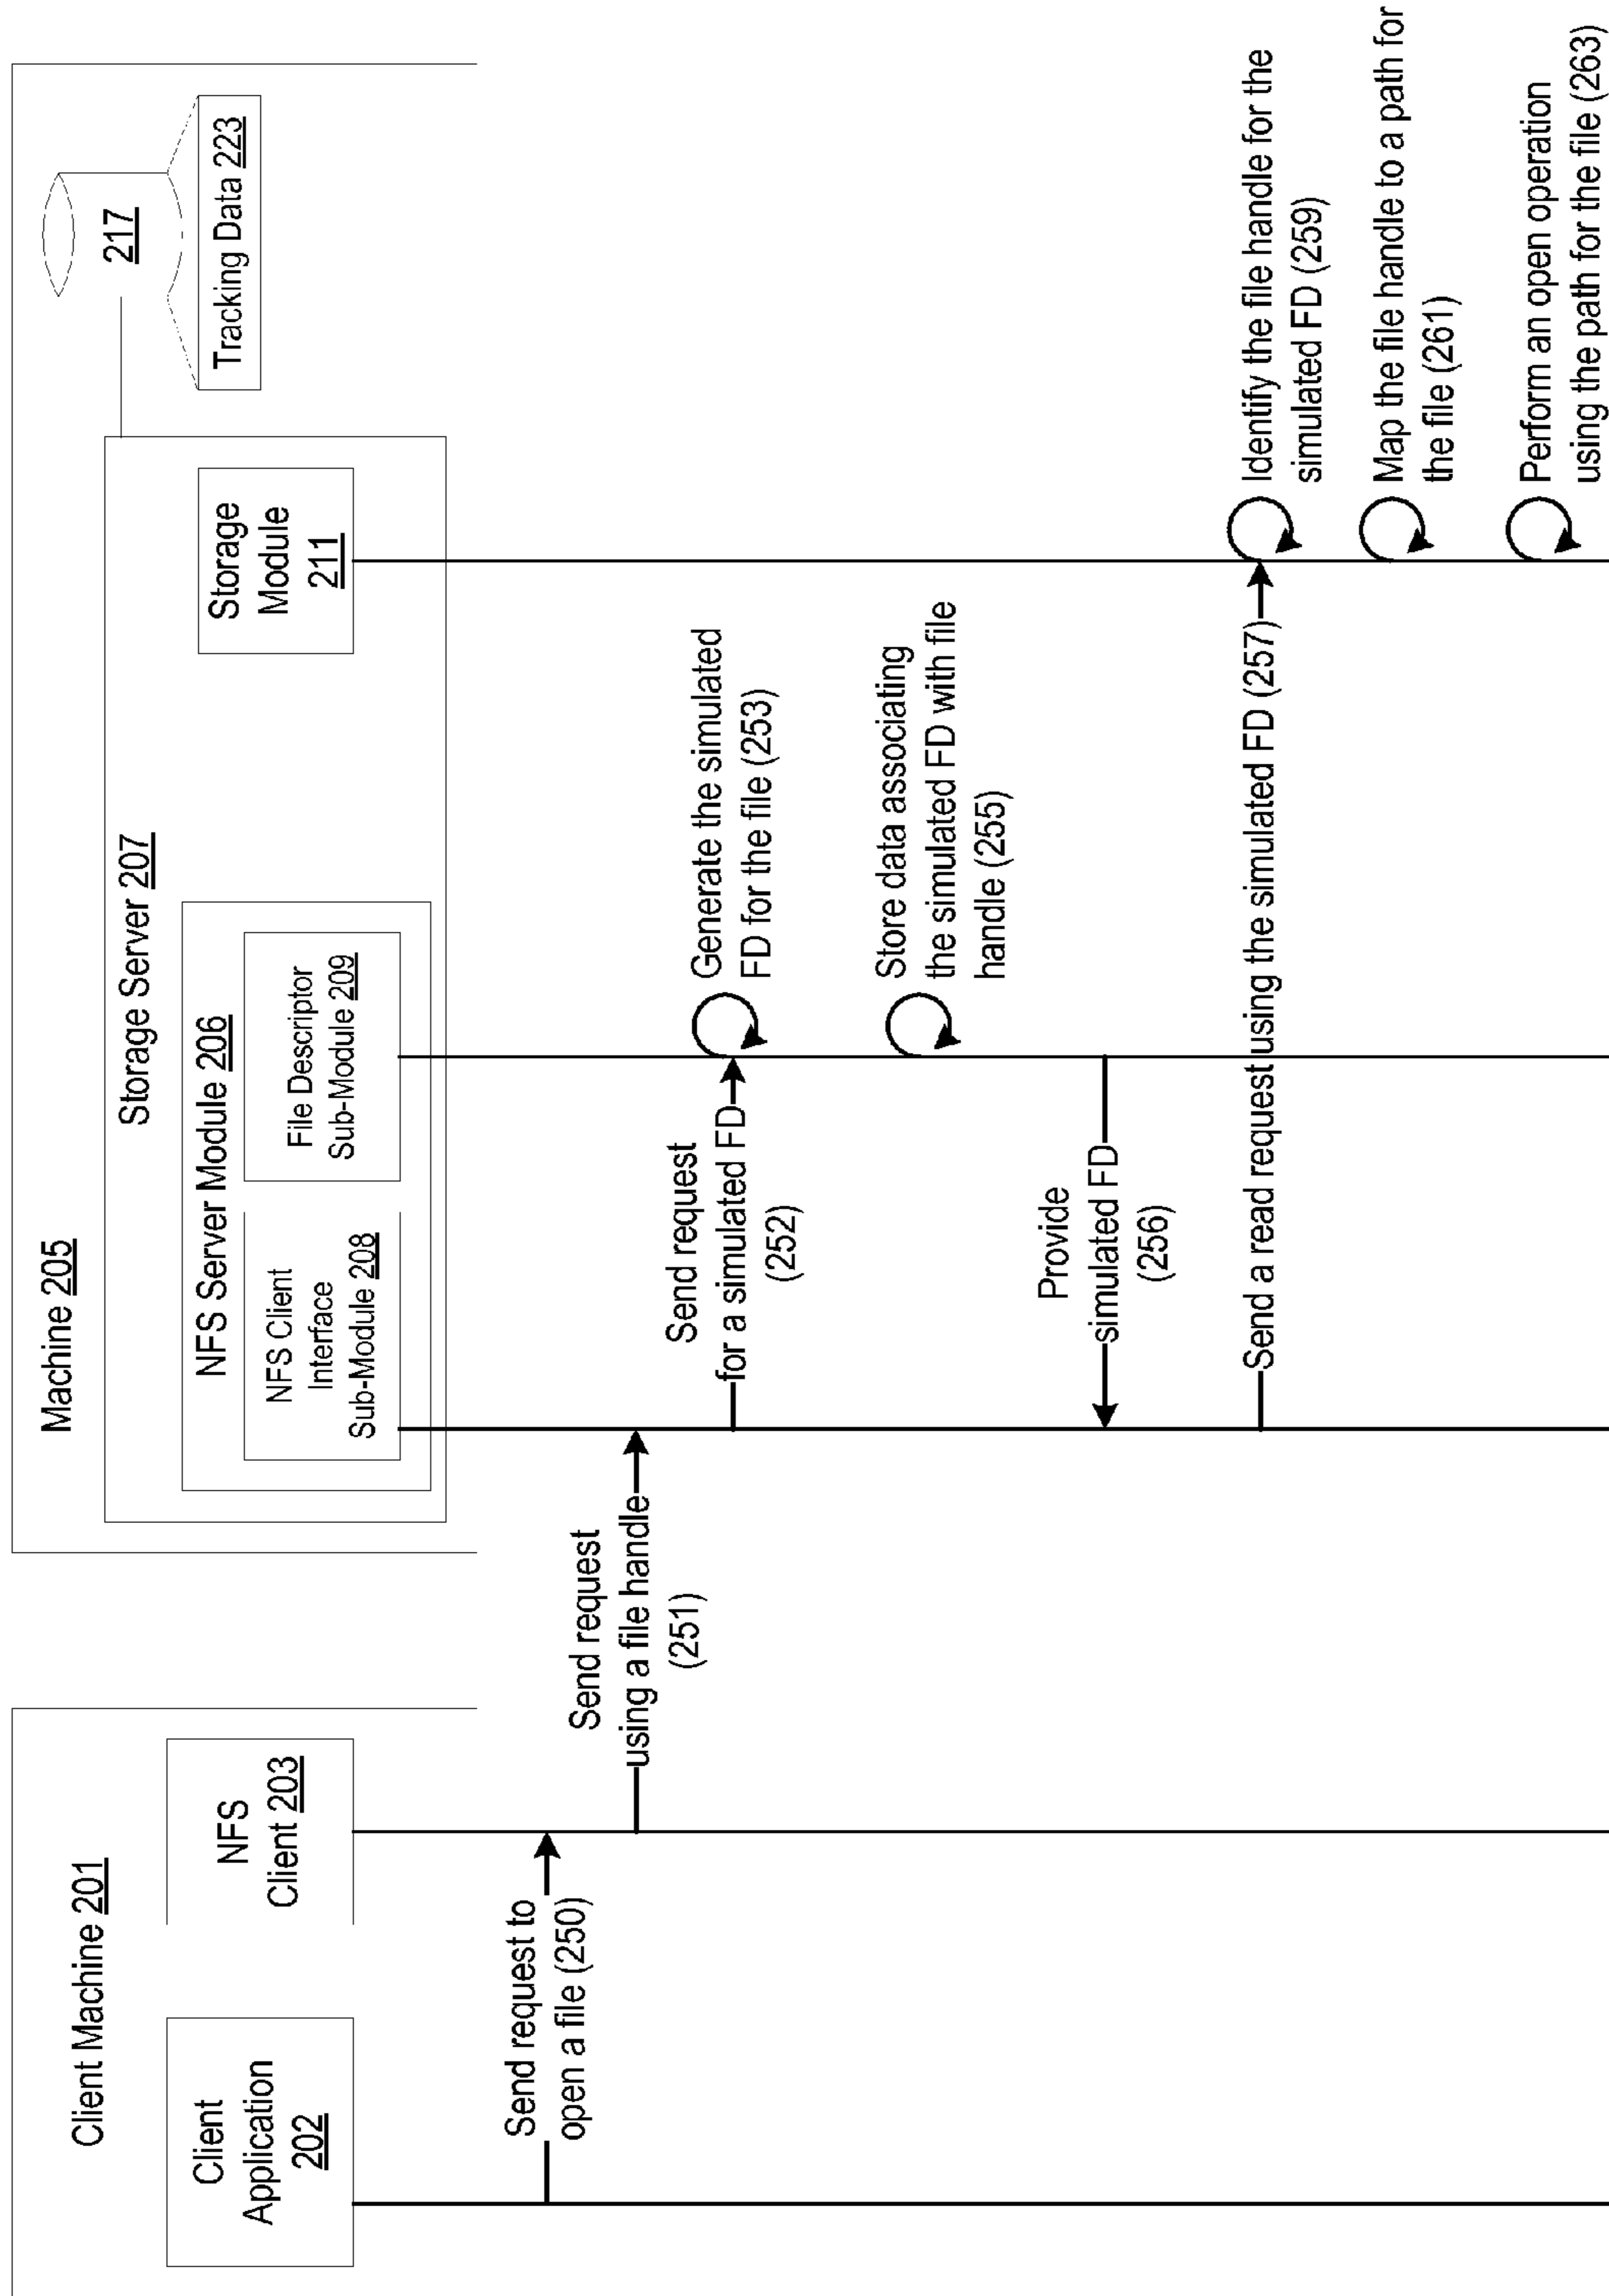 Client Machine 201
Client
Application
202
NFS
Client 203
Machine 205
Storage Server 207
NFS Server Module 206
NFS Client
Interface
Sub-Module 208
File Descriptor
Sub-Module 209
Storage
Module
211
217
Tracking Data 223
Send request to
open a file (250)
Send request
using a file handle
(251)
Send request
for a simulated FD
(252)
Generate the simulated
FD for the file (253)
Store data associating
the simulated FD with file
handle (255)
Provide
simulated FD
(256)
Send a read request using the simulated FD (257)
Identify the file handle for the
simulated FD (259)
Map the file handle to a path for
the file (261)
Perform an open operation
using the path for the file (263)